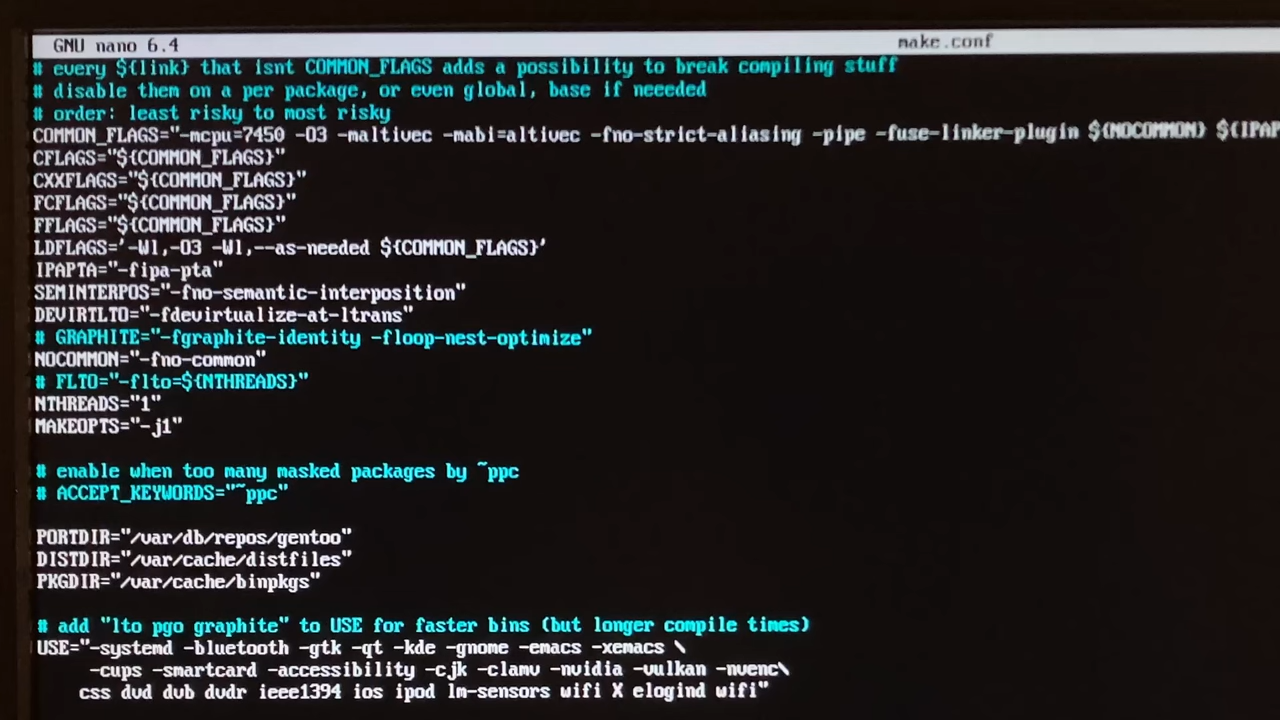 GNU nano 6.4 make.conf
# every ${link} that isnt COMMON_FLAGS adds a possibility to break compiling stuff
# disable them on a per package, or even global, base if neeeded
# order: least risky to most risky
COMMON_FLAGS="-mcpu=7450 -O3 -maltivec -mabi=altivec -fno-strict-aliasing -pipe -fuse-linker-plugin ${NOCOMMON} ${IPAP
CFLAGS="${COMMON_FLAGS}"
CXXFLAGS="${COMMON_FLAGS}"
FCFLAGS="${COMMON_FLAGS}"
FFLAGS="${COMMON_FLAGS}"
LDFLAGS='-Wl,-O3 -Wl,--as-needed ${COMMON_FLAGS}'
IPAPTA="-fipa-pta"
SEMINTERPOS="-fno-semantic-interposition"
DEVIRTLTO="-fdevirtualize-at-ltrans"
# GRAPHITE="-fgraphite-identity -floop-nest-optimize"
NOCOMMON="-fno-common"
# FLTO="-flto=${NTHREADS}"
NTHREADS="1"
MAKEOPTS="-j1"
# enable when too many masked packages by ~ppc
# ACCEPT_KEYWORDS="~ppc"
PORTDIR="/var/db/repos/gentoo"
DISTDIR="/var/cache/distfiles"
PKGDIR="/var/cache/binpkgs"
# add "lto pgo graphite" to USE for faster bins (but longer compile times)
USE="-systemd -bluetooth -gtk -qt -kde -gnome -emacs -xemacs \
-cups -smartcard -accessibility -cjk -clamv -nvidia -vulkan -nvenc\
css dvd dvb dvdr ieee1394 ios ipod lm-sensors wifi X elogind wifi"